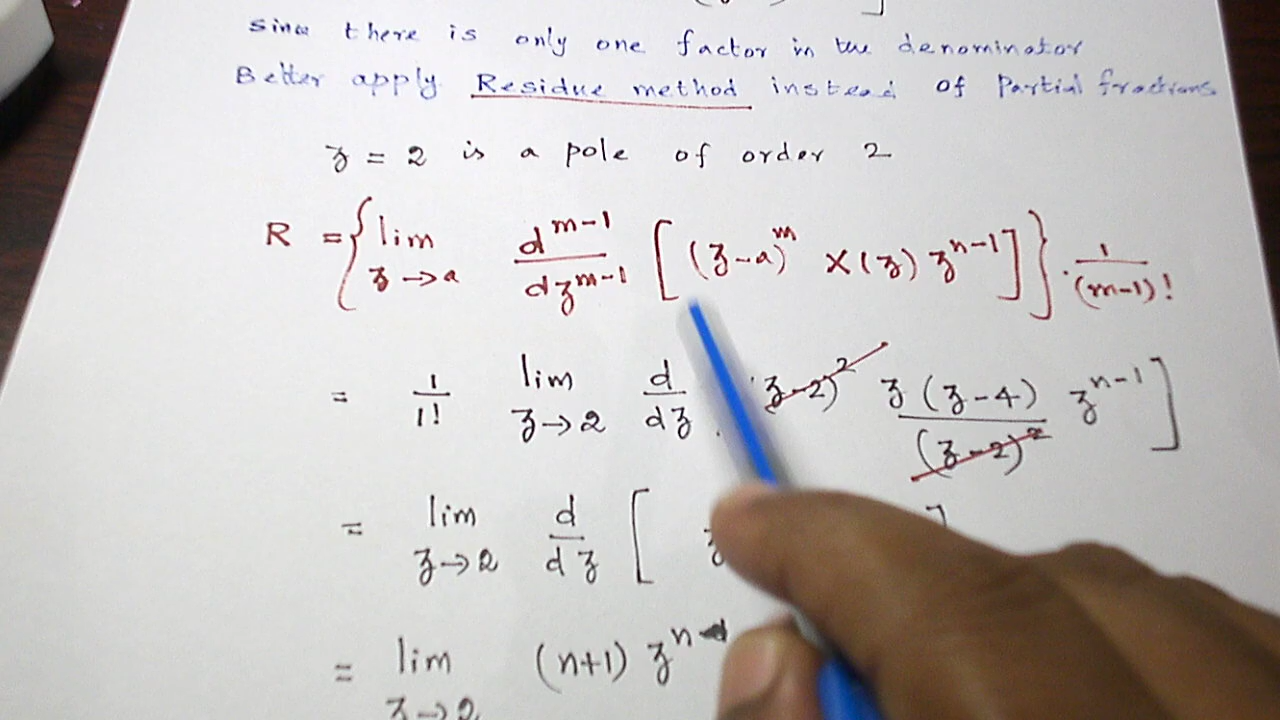 since there is only one factor in the denominator
Better apply Residue method instead of Partial fractions
z = 2 is a pole of order 2
R = { lim z→a d^m-1/dz^m-1 [ (z-a)^m X(z) z^n-1 ] } . 1/(m-1)!
= 1/1! lim z→2 d/dz (z-2)^2 z(z-4)/(z-2)^2 z^n-1 ]
= lim z→2 d/dz [ ]
= lim z→2 (n+1) z^n